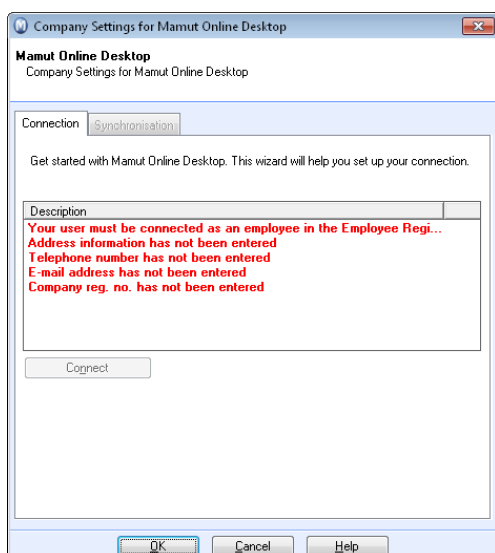 Company Settings for Mamut Online Desktop
Mamut Online Desktop
Company Settings for Mamut Online Desktop
Connection
Synchronisation
Get started with Mamut Online Desktop. This wizard will help you set up your connection.
Description
Your user must be connected as an employee in the Employee Regi...
Address information has not been entered
Telephone number has not been entered
E-mail address has not been entered
Company reg. no. has not been entered
Connect
OK Cancel Help